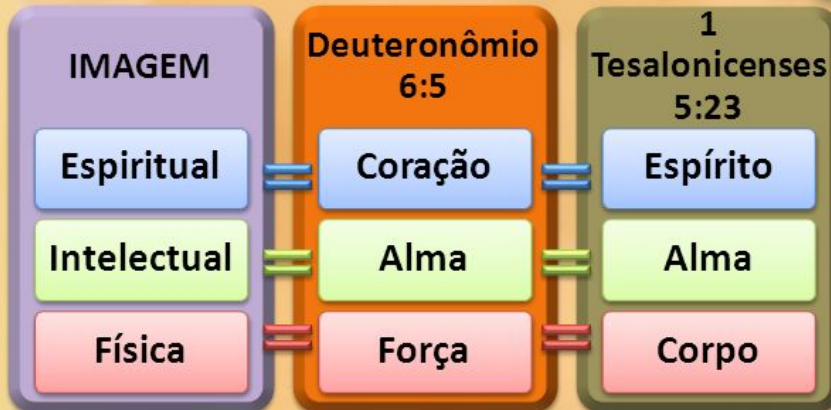 IMAGEM
Deuteronômio
6:5
1
Tesalonicenses
5:23
Espiritual = Coração = Espírito
Intelectual = Alma = Alma
Física = Força = Corpo